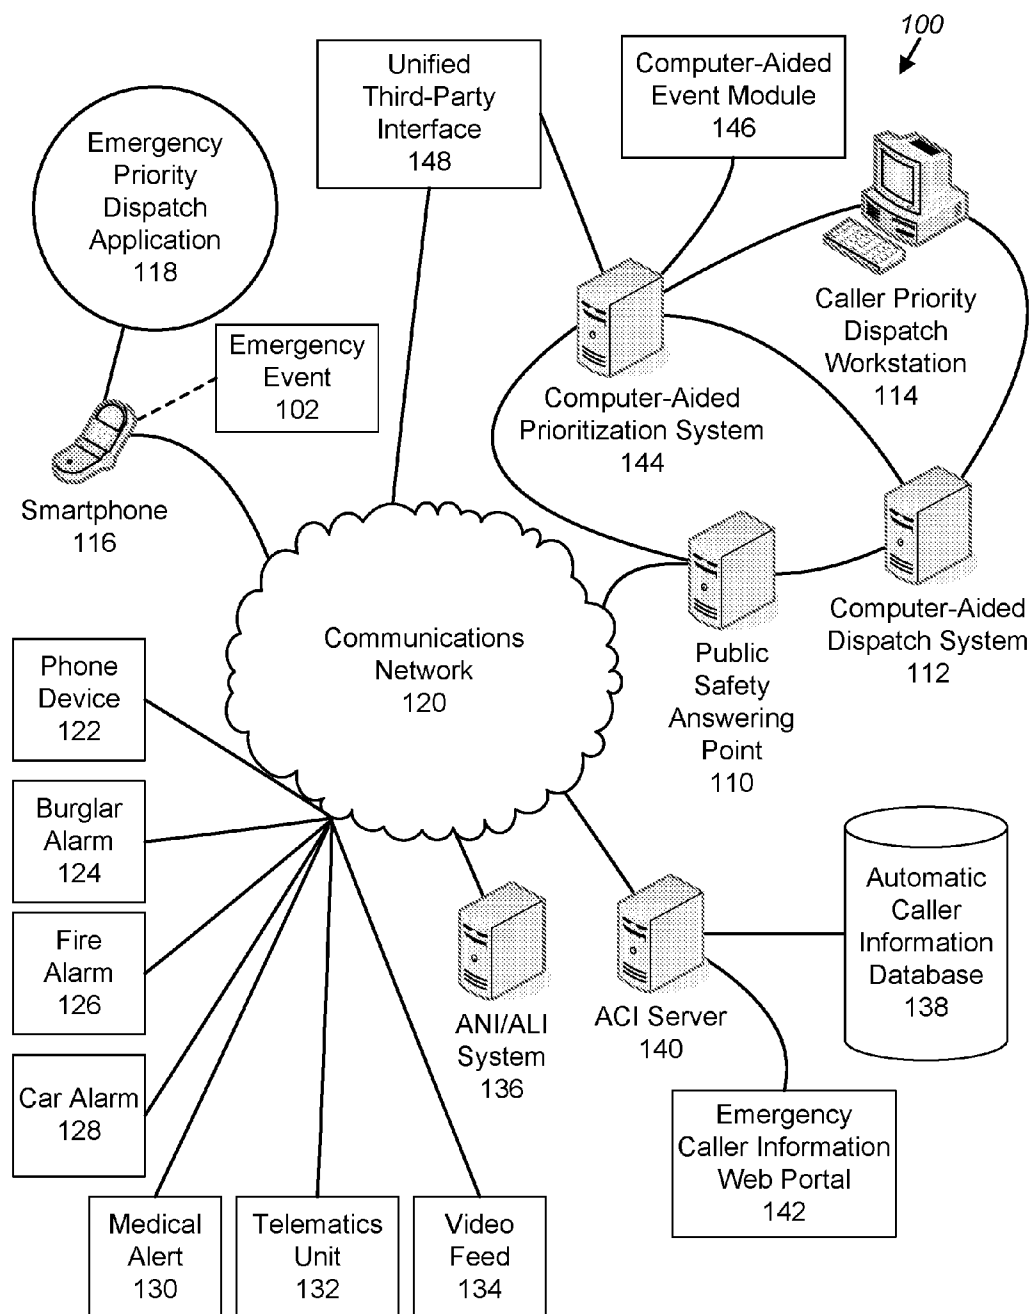 100
Unified
Third-Party
Interface
148
Computer-Aided
Event Module
146
Emergency
Priority
Dispatch
Application
118
Caller Priority
Dispatch
Workstation
114
Emergency
Event
102
Computer-Aided
Prioritization System
144
Smartphone
116
Computer-Aided
Dispatch System
112
Communications
Network
120
Public
Safety
Answering
Point
110
Phone
Device
122
Burglar
Alarm
124
Fire
Alarm
126
Car Alarm
128
Medical
Alert
130
Telematics
Unit
132
Video
Feed
134
ANI/ALI
System
136
ACI Server
140
Automatic
Caller
Information
Database
138
Emergency
Caller Information
Web Portal
142